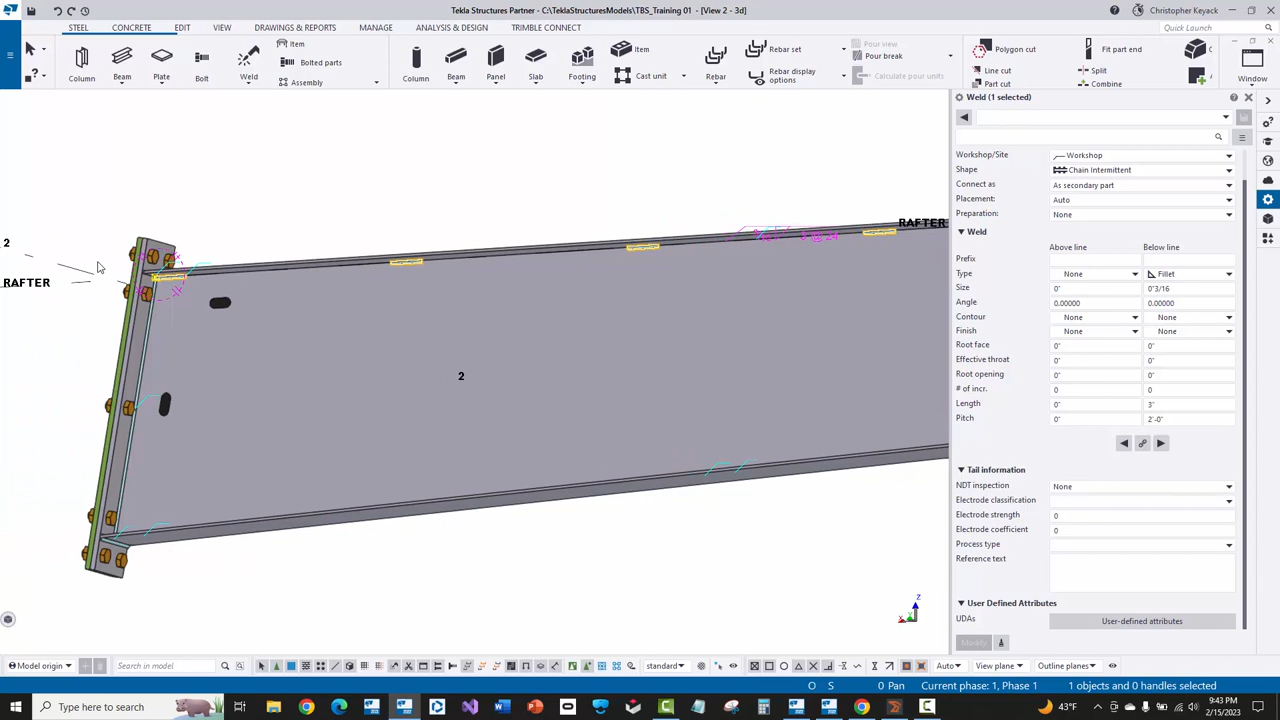 Tekla Structures Partner - C:\TeklaStructuresModels\TBS_Training 01 - [View 2 - 3d]
Christopher Keyack
STEEL CONCRETE EDIT VIEW DRAWINGS & REPORTS MANAGE ANALYSIS & DESIGN TRIMBLE CONNECT
Quick Launch
Column Beam Plate Bolt Weld
Item
Bolted parts
Assembly
Column Beam Panel Slab Footing
Item
Cast unit
Rebar
Rebar set
Rebar display options
Pour view
Pour break
Calculate pour units
Polygon cut
Line cut
Part cut
Fit part end
Split
Combine
Window
Weld (1 selected)
Workshop/Site Workshop
Shape Chain Intermittent
Connect as As secondary part
Placement: Auto
Preparation: None
Weld
Above line Below line
Prefix
Type None Fillet
Size 0" 0"3/16
Angle 0.00000 0.00000
Contour None None
Finish None None
Root face 0" 0"
Effective throat 0" 0"
Root opening 0" 0"
# of incr. 0 0
Length 0" 3"
Pitch 0" 2'-0"
Tail information
NDT inspection None
Electrode classification
Electrode strength 0
Electrode coefficient 0
Process type
Reference text
User Defined Attributes
UDAs User-defined attributes
Modify
RAFTER
2
RAFTER
2
z
Model origin
Search in model
standard
Auto
View plane
Outline planes
O S 0 Pan Current phase: 1, Phase 1 1 objects and 0 handles selected
Type here to search
9:43 PM
2/15/2023